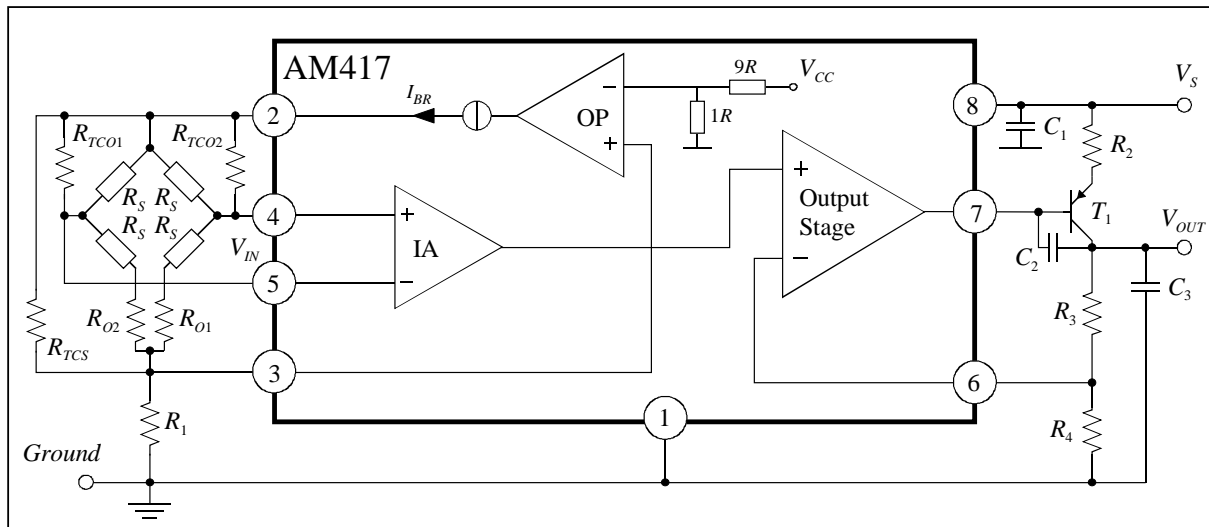 AM417
I_BR
OP
−
+
9R
1R
V_CC
V_S
2
8
C_1
R_2
R_TCO1
R_TCO2
R_S
R_S
R_S
R_S
4
V_IN
5
+
−
IA
+
−
Output
Stage
7
T_1
V_OUT
C_2
C_3
R_3
R_O2
R_O1
R_TCS
3
6
R_1
1
R_4
Ground